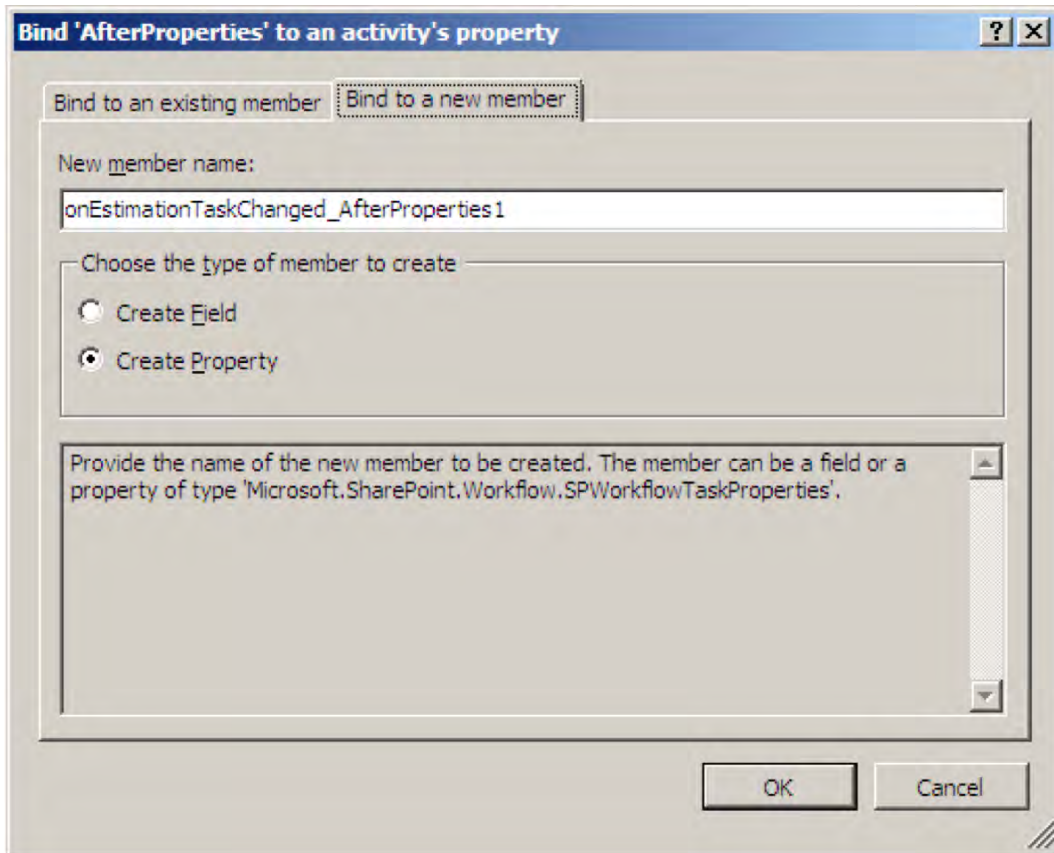 Bind 'AfterProperties' to an activity's property
Bind to an existing member
Bind to a new member
New member name:
onEstimationTaskChanged_AfterProperties1
Choose the type of member to create
Create Field
Create Property
Provide the name of the new member to be created. The member can be a field or a
property of type 'Microsoft.SharePoint.Workflow.SPWorkflowTaskProperties'.
OK
Cancel